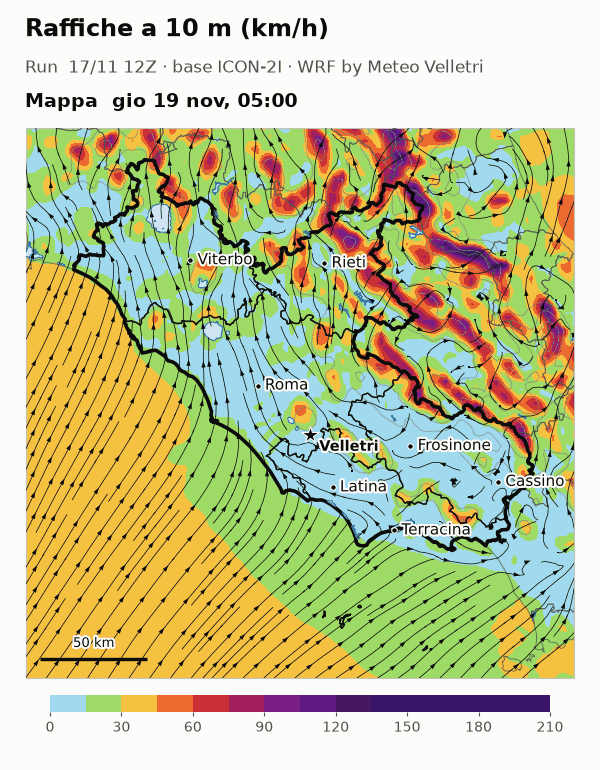 Raffiche a 10 m (km/h)
Run 17/11 12Z · base ICON-2I · WRF by Meteo Velletri
Mappa gio 19 nov, 05:00
Viterbo
Rieti
Roma
Velletri
Frosinone
Latina
Cassino
Terracina
50 km
0 30 60 90 120 150 180 210